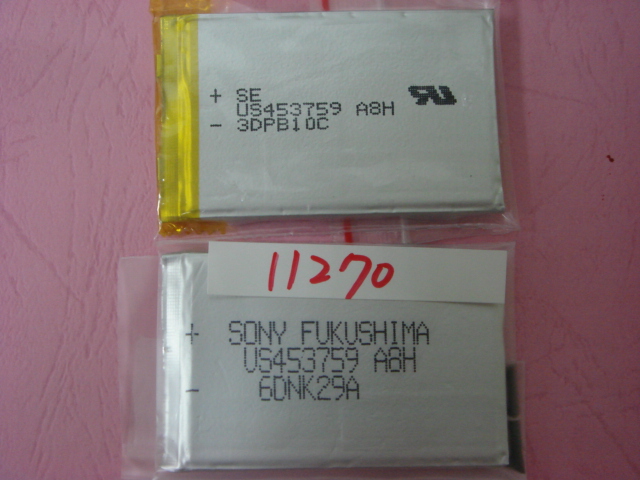 + SE
US453759 A8H
- 3DPB10C
11270
+ SONY FUKUSHIMA
US453759 A8H
- 6DNK29A